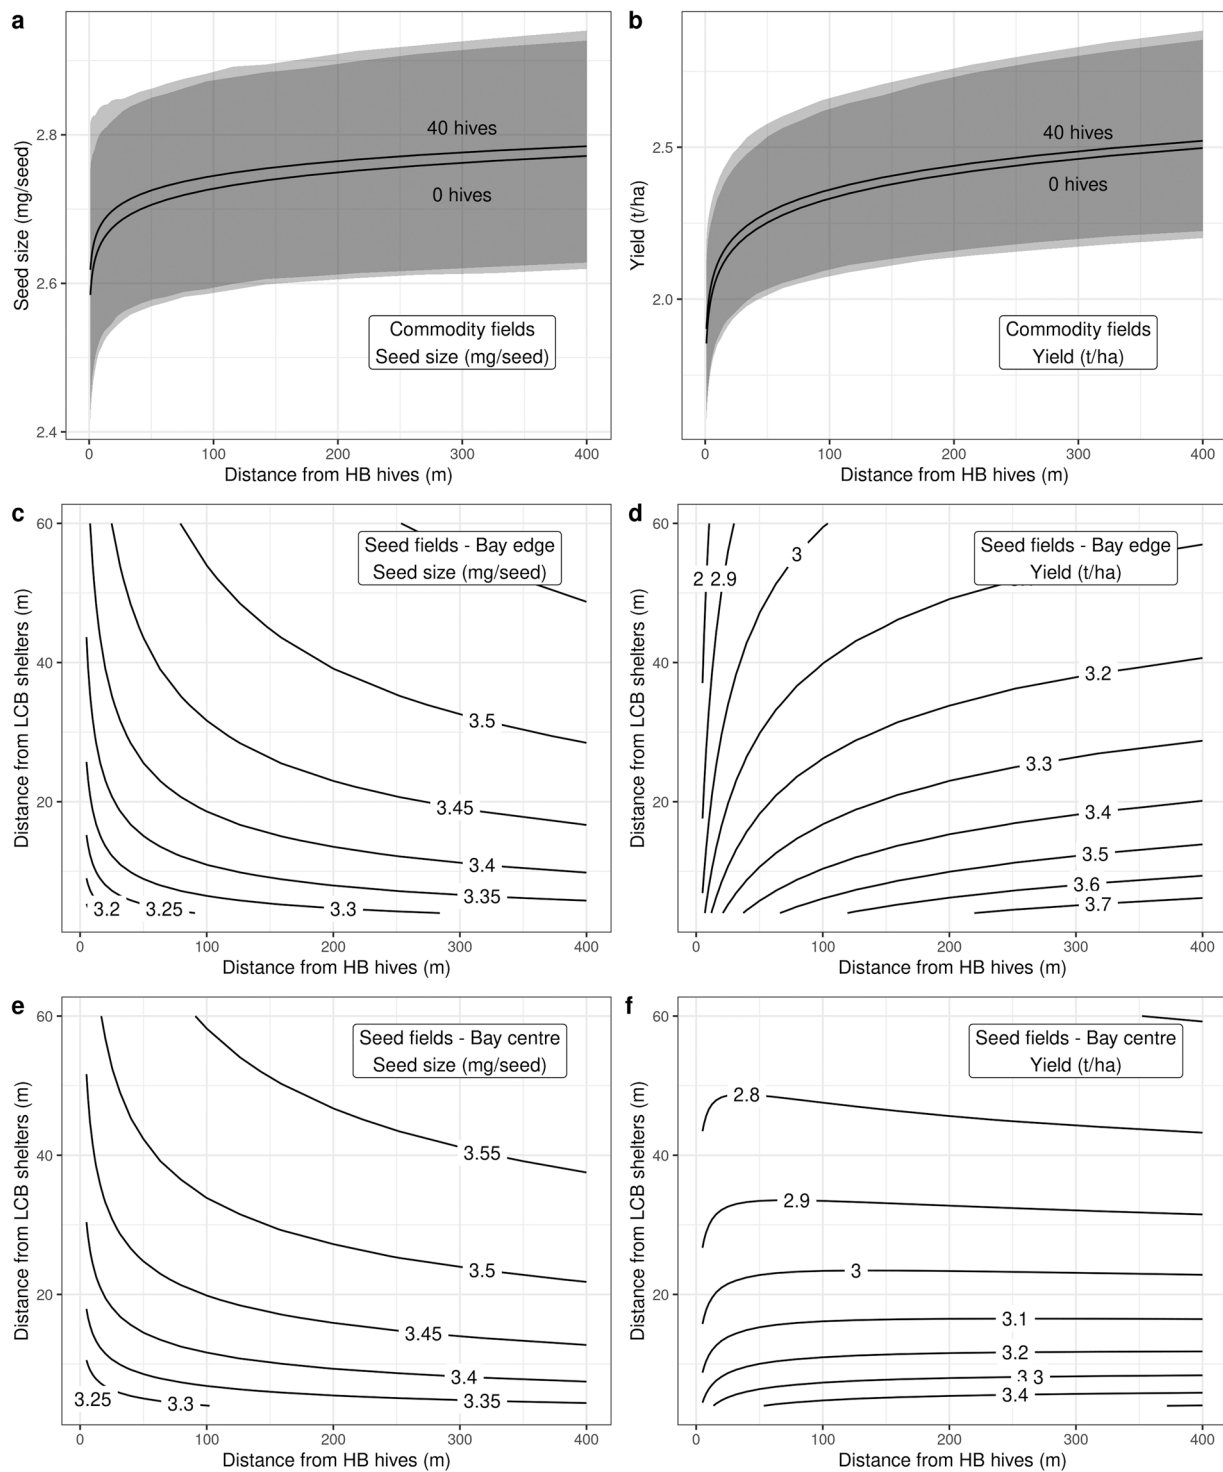 a
b
40 hives
0 hives
Commodity fields
Seed size (mg/seed)
2.8
2.6
2.4
Seed size (mg/seed)
0
100
200
300
400
Distance from HB hives (m)
40 hives
0 hives
Commodity fields
Yield (t/ha)
2.5
2.0
Yield (t/ha)
0
100
200
300
400
Distance from HB hives (m)
c
Seed fields - Bay edge
Seed size (mg/seed)
60
40
20
Distance from LCB shelters (m)
3.5
3.45
3.4
3.35
3.3
3.25
3.2
0
100
200
300
400
Distance from HB hives (m)
d
Seed fields - Bay edge
Yield (t/ha)
60
40
20
Distance from LCB shelters (m)
2
2.9
3
3.2
3.3
3.4
3.5
3.6
3.7
0
100
200
300
400
Distance from HB hives (m)
e
Seed fields - Bay centre
Seed size (mg/seed)
60
40
20
Distance from LCB shelters (m)
3.55
3.5
3.45
3.4
3.35
3.3
3.25
0
100
200
300
400
Distance from HB hives (m)
f
Seed fields - Bay centre
Yield (t/ha)
60
40
20
Distance from LCB shelters (m)
2.8
2.9
3
3.1
3.2
3.3
3.4
0
100
200
300
400
Distance from HB hives (m)